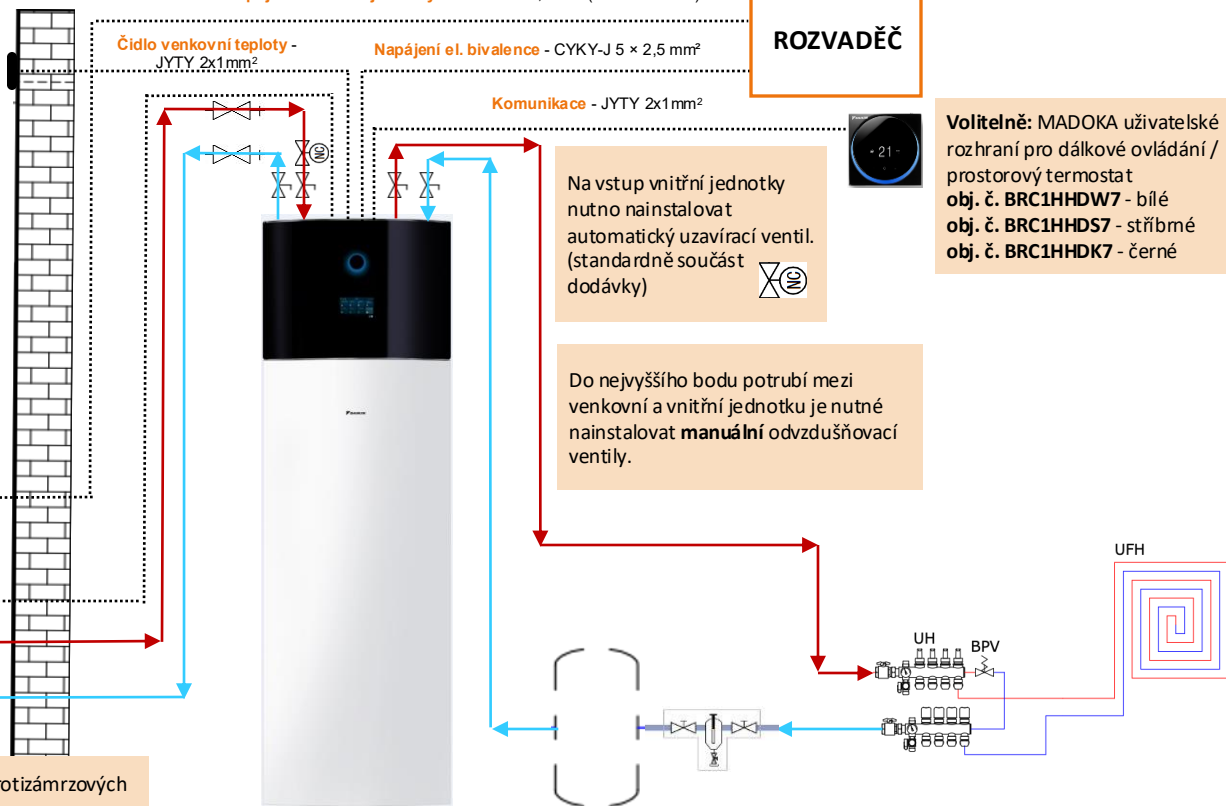 ROZVADĚČ
Čidlo venkovní teploty -
JYTY 2x1mm²
Napájení el. bivalence - CYKY-J 5 × 2,5 mm²
Komunikace - JYTY 2x1mm²
-21-
Volitelně: MADOKA uživatelské
rozhraní pro dálkové ovládání /
prostorový termostat
obj. č. BRC1HHDW7 - bílé
obj. č. BRC1HHDS7 - stříbrné
obj. č. BRC1HHDK7 - černé
NC
Na vstup vnitřní jednotky
nutno nainstalovat
automatický uzavírací ventil.
(standardně součást
dodávky)
NC
Do nejvyššího bodu potrubí mezi
venkovní a vnitřní jednotku je nutné
nainstalovat manuální odvzdušňovací
ventily.
DAIKIN
UFH
UH
BPV
otizámrzových